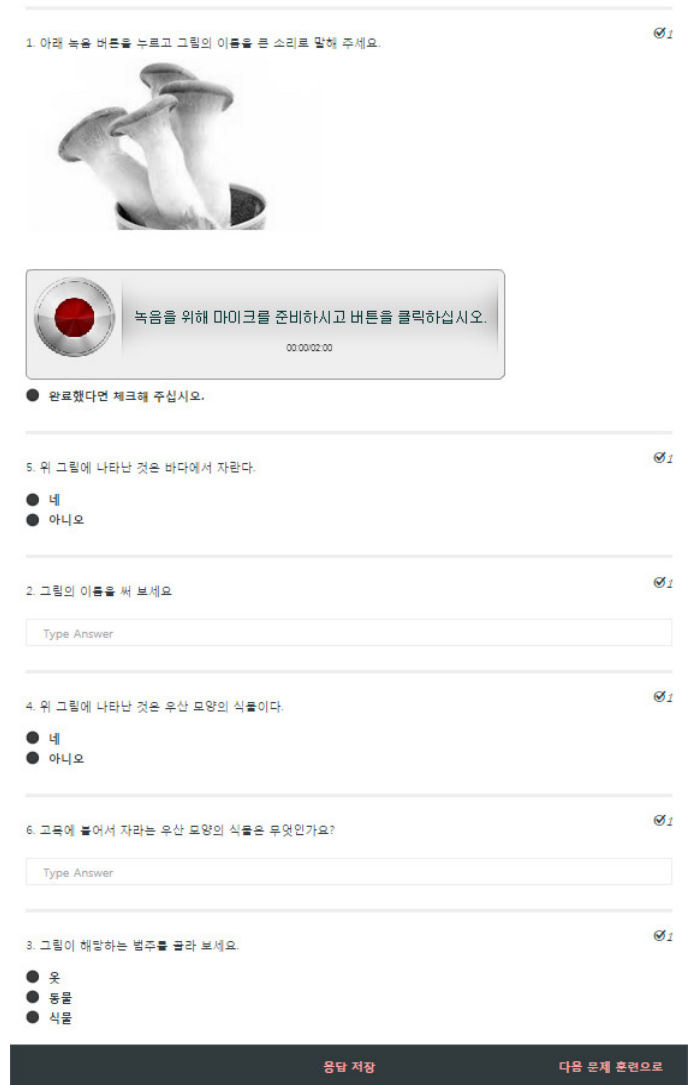 1
1. 아래 녹음 버튼을 누르고 그림의 이름을 큰 소리로 말해 주세요.
녹음을 위해 마이크를 준비하시고 버튼을 클릭하십시오.
00:00/02:00
완료했다면 체크해 주십시오.
1
5. 위 그림에 나타난 것은 바다에서 자란다.
네
아니오
1
2. 그림의 이름을 써 보세요
Type Answer
1
4. 위 그림에 나타난 것은 우산 모양의 식물이다.
네
아니오
1
6. 고목에 붙어서 자라는 우산 모양의 식물은 무엇인가요?
Type Answer
1
3. 그림이 해당하는 범주를 골라 보세요.
옷
동물
식물
응답 저장
다음 문제 훈련으로